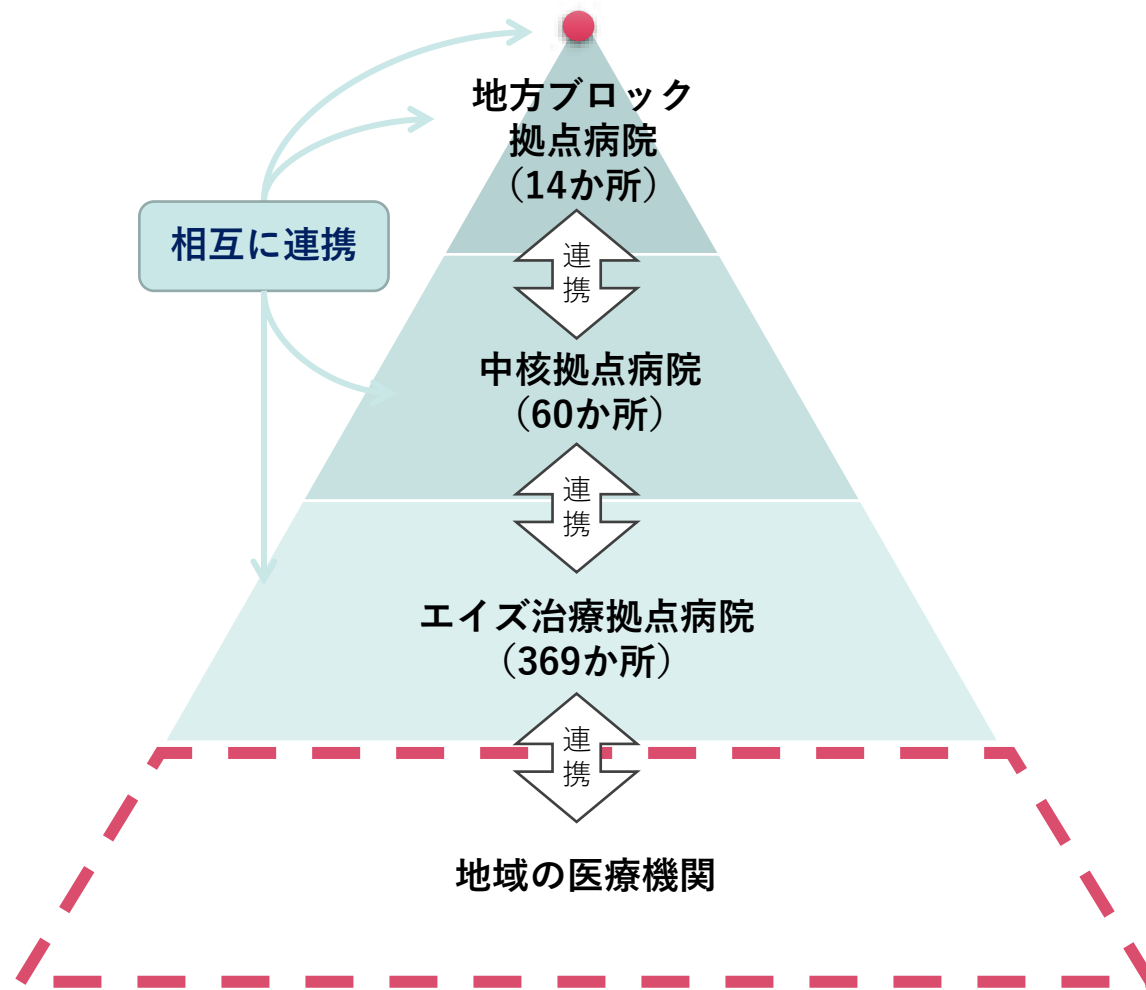 地方ブロック
拠点病院
（14か所）
相互に連携
連
携
中核拠点病院
（60か所）
連
携
エイズ治療拠点病院
（369か所）
連
携
地域の医療機関